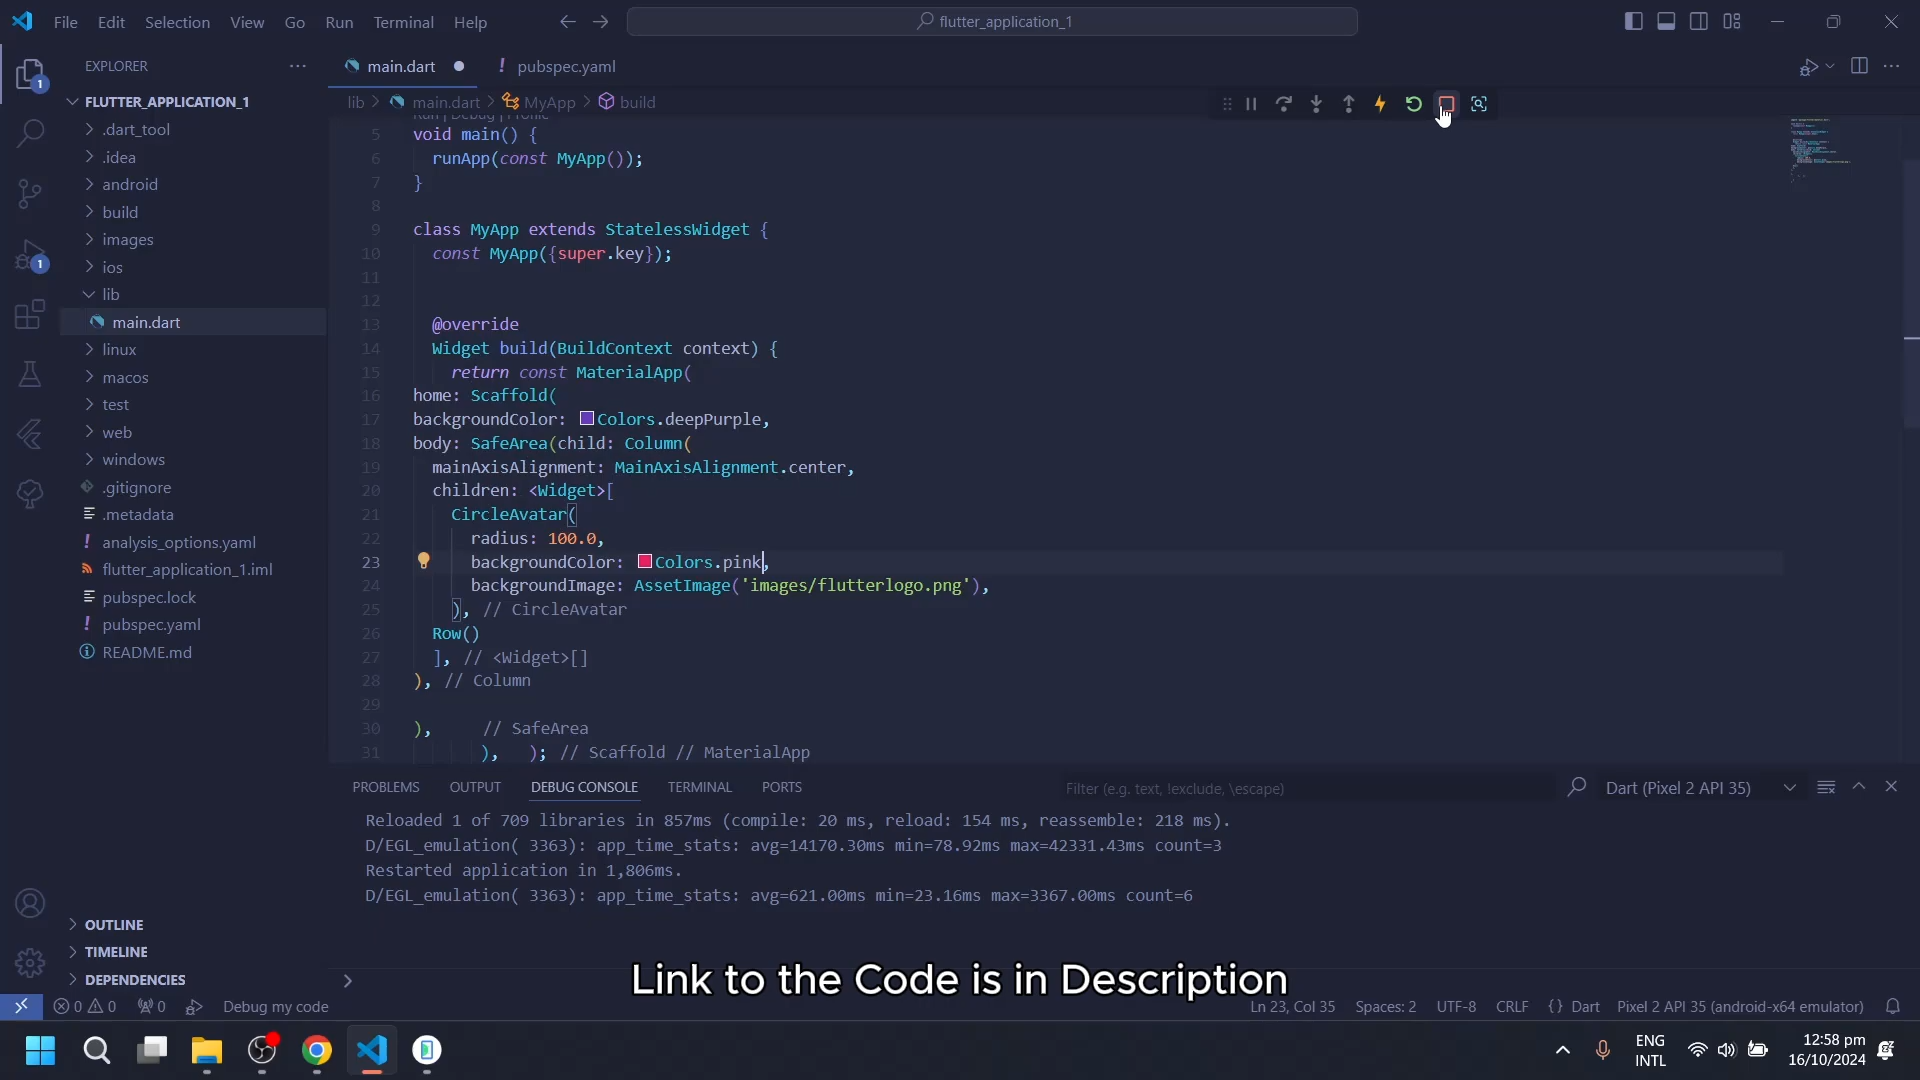 File Edit Selection View Go Run Terminal Help
flutter_application_1
EXPLORER
main.dart
! pubspec.yaml
FLUTTER_APPLICATION_1
lib > main.dart > MyApp > build
.dart_tool
.idea
android
build
images
ios
lib
main.dart
linux
macos
test
web
windows
.gitignore
.metadata
! analysis_options.yaml
flutter_application_1.iml
pubspec.lock
! pubspec.yaml
README.md
OUTLINE
TIMELINE
DEPENDENCIES
1
1
Run | Debug | Profile
5 void main() {
6 runApp(const MyApp());
7 }
8
9 class MyApp extends StatelessWidget {
10 const MyApp({super.key});
11
12
13 @override
14 Widget build(BuildContext context) {
15 return const MaterialApp(
16 home: Scaffold(
17 backgroundColor: Colors.deepPurple,
18 body: SafeArea(child: Column(
19 mainAxisAlignment: MainAxisAlignment.center,
20 children: <Widget>[
21 CircleAvatar(
22 radius: 100.0,
23 backgroundColor: Colors.pink,
24 backgroundImage: AssetImage('images/flutterlogo.png'),
25 ), // CircleAvatar
26 Row()
27 ], // <Widget>[]
28 ), // Column
29
30 ), // SafeArea
31 ), ); // Scaffold // MaterialApp
PROBLEMS OUTPUT DEBUG CONSOLE TERMINAL PORTS
Filter (e.g. text, !exclude, \escape)
Dart (Pixel 2 API 35)
Reloaded 1 of 709 libraries in 857ms (compile: 20 ms, reload: 154 ms, reassemble: 218 ms).
D/EGL_emulation( 3363): app_time_stats: avg=14170.30ms min=78.92ms max=42331.43ms count=3
Restarted application in 1,806ms.
D/EGL_emulation( 3363): app_time_stats: avg=621.00ms min=23.16ms max=3367.00ms count=6
Link to the Code is in Description
0 0 0 Debug my code
Ln 23, Col 35 Spaces: 2 UTF-8 CRLF {} Dart Pixel 2 API 35 (android-x64 emulator)
ENG
INTL
12:58 pm
16/10/2024